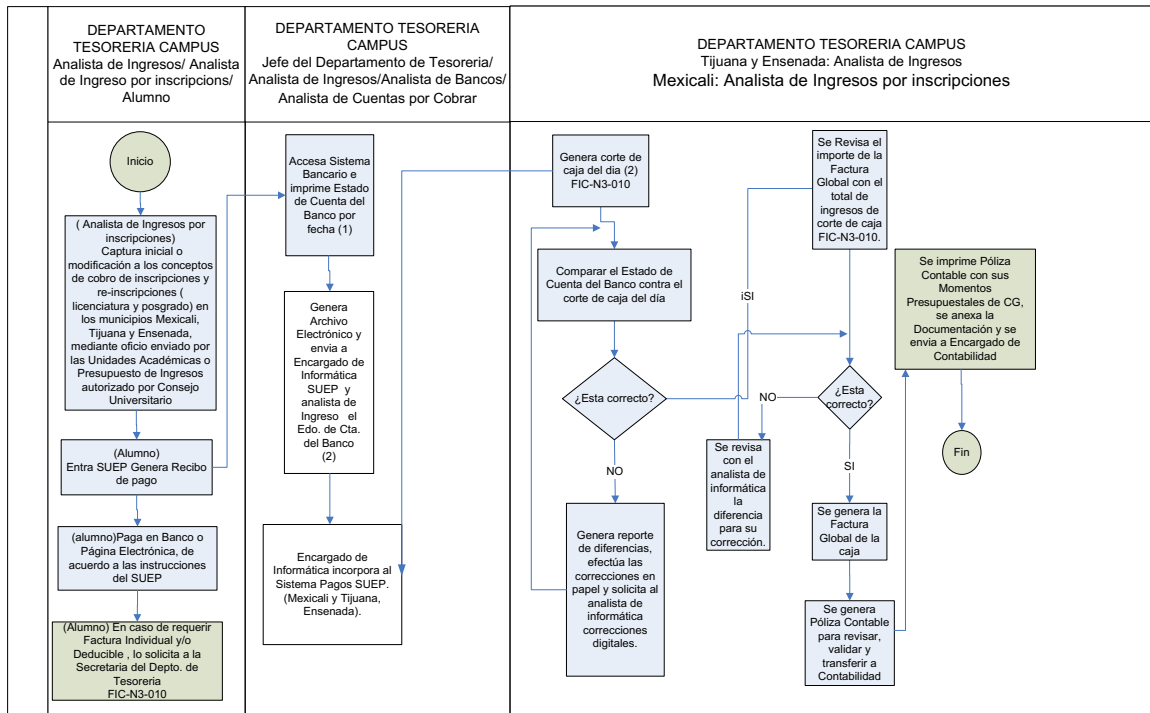 DEPARTAMENTO
TESORERIA CAMPUS
Analista de Ingresos/ Analista
de Ingreso por inscripcions/
Alumno
DEPARTAMENTO TESORERIA
CAMPUS
Jefe del Departamento de Tesoreria/
Analista de Ingresos/Analista de Bancos/
Analista de Cuentas por Cobrar
DEPARTAMENTO TESORERIA CAMPUS
Tijuana y Ensenada: Analista de Ingresos
Mexicali: Analista de Ingresos por inscripciones
Inicio
( Analista de Ingresos por
inscripciones)
Captura inicial o
modificación a los conceptos
de cobro de inscripciones y
re-inscripciones (
licenciatura y posgrado) en
los municipios Mexicali,
Tijuana y Ensenada,
mediante oficio enviado por
las Unidades Académicas o
Presupuesto de Ingresos
autorizado por Consejo
Universitario
(Alumno)
Entra SUEP Genera Recibo
de pago
(alumno)Paga en Banco o
Página Electrónica, de
acuerdo a las instrucciones
del SUEP
(Alumno) En caso de requerir
Factura Individual y/o
Deducible , lo solicita a la
Secretaria del Depto. de
Tesoreria
FIC-N3-010
Accesa Sistema
Bancario e
imprime Estado
de Cuenta del
Banco por
fecha (1)
Genera
Archivo
Electrónico y
envia a
Encargado de
Informática
SUEP y
analista de
Ingreso el
Edo. de Cta.
del Banco
(2)
Encargado de
Informática incorpora al
Sistema Pagos SUEP.
(Mexicali y Tijuana,
Ensenada).
Genera corte de
caja del dia (2)
FIC-N3-010
Comparar el Estado de
Cuenta del Banco contra el
corte de caja del día
¿Esta correcto?
NO
Genera reporte de
diferencias,
efectúa las
correcciones en
papel y solicita al
analista de
informática
correcciones
digitales.
iSI
Se Revisa el
importe de la
Factura
Global con el
total de
ingresos de
corte de caja
FIC-N3-010.
¿Esta
correcto?
NO
Se revisa
con el
analista de
informática
la
diferencia
para su
corrección.
SI
Se genera la
Factura
Global de la
caja
Se genera
Póliza Contable
para revisar,
validar y
transferir a
Contabilidad
Se imprime Póliza
Contable con sus
Momentos
Presupuestales de CG,
se anexa la
Documentación y se
envia a Encargado de
Contabilidad
Fin